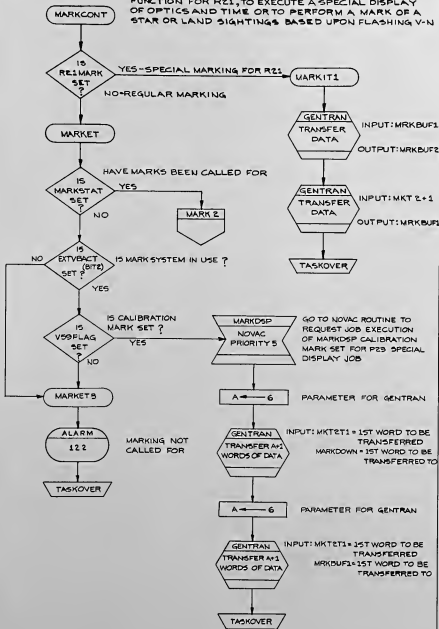 FUNCTION FOR R21, TO EXECUTE A SPECIAL DISPLAY
OF OPTICS AND TIME OR TO PERFORM A MARK OF A
STAR OR LAND SIGHTINGS BASED UPON FLASHING V-N
MARKCONT
IS
R21MARK
SET
?
YES-SPECIAL MARKING FOR R21
NO-REGULAR MARKING
MARKIT1
GENTRAN
TRANSFER
DATA
INPUT: MRKBUF1
OUTPUT: MRKBUF2
GENTRAN
TRANSFER
DATA
INPUT: MKT2+1
OUTPUT: MRKBUF1
TASKOVER
MARKET
IS
MARKSTAT
SET
?
HAVE MARKS BEEN CALLED FOR
YES
MARK 2
NO
IS
EXTVBACT
(BIT2)
SET ?
NO
IS MARK SYSTEM IN USE ?
YES
IS
V59FLAG
SET
?
IS CALIBRATION
MARK SET ?
YES
NO
MARKDSP
NOVAC
PRIORITY 5
GO TO NOVAC ROUTINE TO
REQUEST JOB EXECUTION
OF MARKDSP CALIBRATION
MARK SET FOR P23 SPECIAL
DISPLAY JOB
MARKET5
ALARM
122
MARKING NOT
CALLED FOR
TASKOVER
A ← 6
PARAMETER FOR GENTRAN
GENTRAN
TRANSFER A+1
WORDS OF DATA
INPUT: MKT2T1 = 1ST WORD TO BE
TRANSFERRED
MARKDOWN = 1ST WORD TO BE
TRANSFERRED TO
A ← 6
PARAMETER FOR GENTRAN
GENTRAN
TRANSFER A+1
WORDS OF DATA
INPUT: MKT2T1 = 1ST WORD TO BE
TRANSFERRED
MRKBUF1 = 1ST WORD TO BE
TRANSFERRED TO
TASKOVER